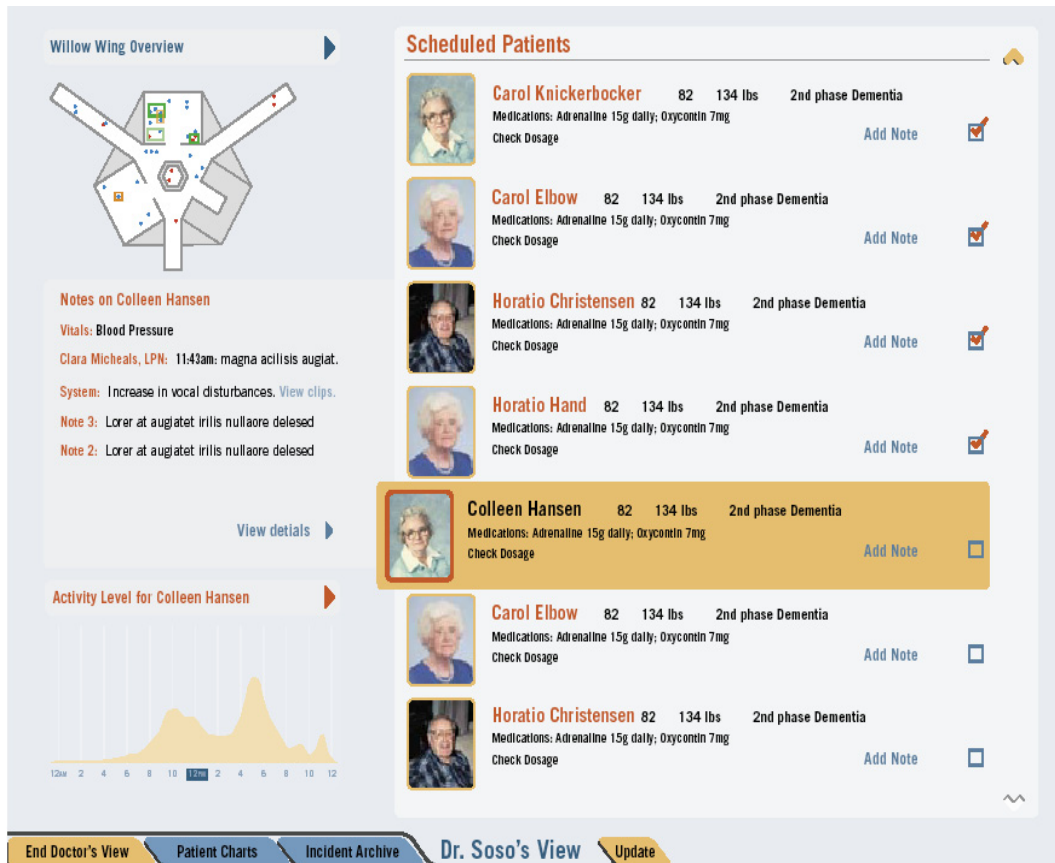 Willow Wing Overview
Notes on Colleen Hansen
Vitals: Blood Pressure
Clara Micheals, LPN: 11:43am: magna acilisis augiat.
System: Increase in vocal disturbances. View clips.
Note 3: Lorer at augiatet irilis nullaore delesed
Note 2: Lorer at augiatet irilis nullaore delesed
View detials
Activity Level for Colleen Hansen
12AM 2 4 6 8 10 12PM 2 4 6 8 10 12
Scheduled Patients
Carol Knickerbocker 82 134 lbs 2nd phase Dementia
Medications: Adrenaline 15g daily; Oxycontin 7mg
Check Dosage Add Note
Carol Elbow 82 134 lbs 2nd phase Dementia
Medications: Adrenaline 15g daily; Oxycontin 7mg
Check Dosage Add Note
Horatio Christensen 82 134 lbs 2nd phase Dementia
Medications: Adrenaline 15g daily; Oxycontin 7mg
Check Dosage Add Note
Horatio Hand 82 134 lbs 2nd phase Dementia
Medications: Adrenaline 15g daily; Oxycontin 7mg
Check Dosage Add Note
Colleen Hansen 82 134 lbs 2nd phase Dementia
Medications: Adrenaline 15g daily; Oxycontin 7mg
Check Dosage Add Note
Carol Elbow 82 134 lbs 2nd phase Dementia
Medications: Adrenaline 15g daily; Oxycontin 7mg
Check Dosage Add Note
Horatio Christensen 82 134 lbs 2nd phase Dementia
Medications: Adrenaline 15g daily; Oxycontin 7mg
Check Dosage Add Note
End Doctor's View Patient Charts Incident Archive Dr. Soso's View Update